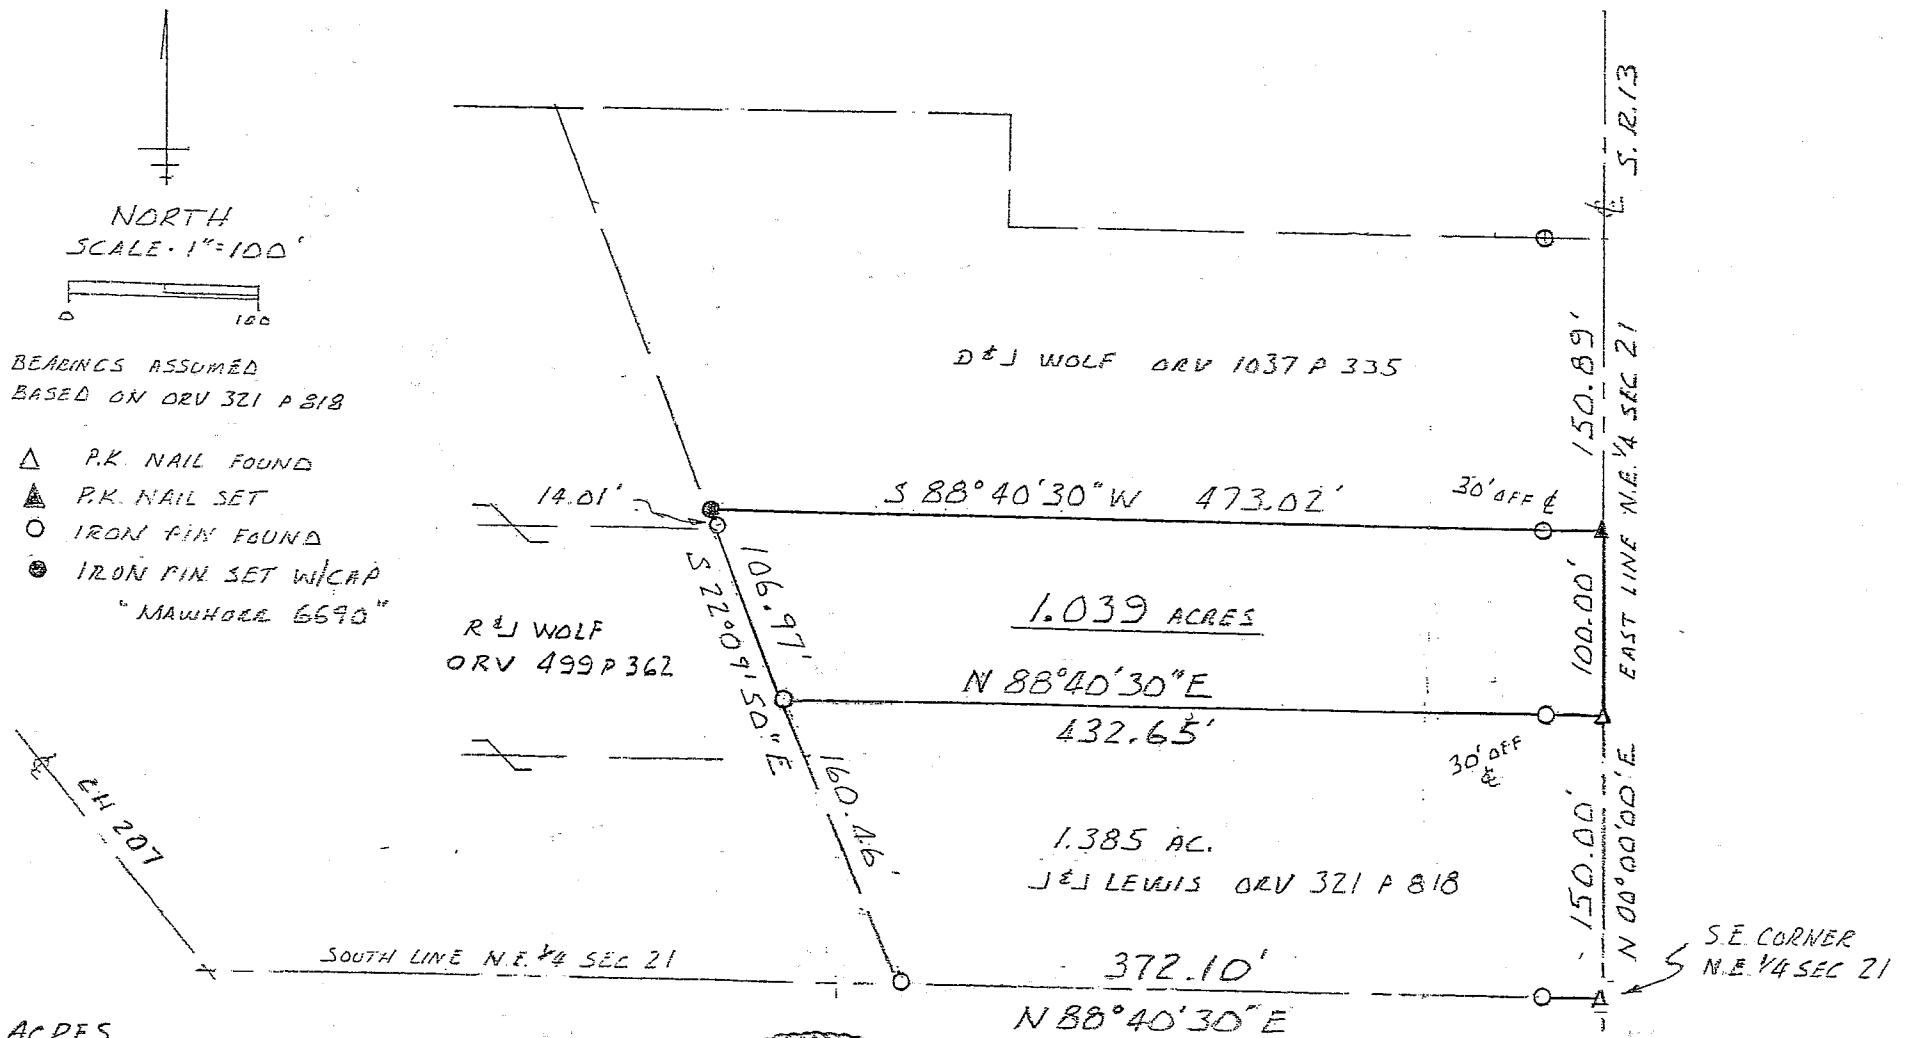 NORTH
SCALE · 1"=100'
0 100
BEARINGS ASSUMED
BASED ON ORV 321 P 818
△ P.K. NAIL FOUND
▲ P.K. NAIL SET
○ IRON PIN FOUND
● IRON PIN SET W/CAP
"MAWHORR 6690"
S.R.13
℄
D & J WOLF ORV 1037 P 335
150.89'
EAST LINE N.E. 1/4 SEC 21
14.01'
S 88°40'30" W 473.02'
30' OFF ℄
106.97'
S 22°09'50" E
1.039 ACRES
100.00'
R & J WOLF
ORV 499 P 362
N 88°40'30" E
432.65'
30' OFF
℄
160.46'
℄
CH 207
1.385 AC.
J & J LEWIS ORV 321 P 818
150.00'
N 00°00'00' E
SOUTH LINE N.E. 1/4 SEC 21
372.10'
N 88°40'30" E
S.E. CORNER
N.E. 1/4 SEC 21
ACRES